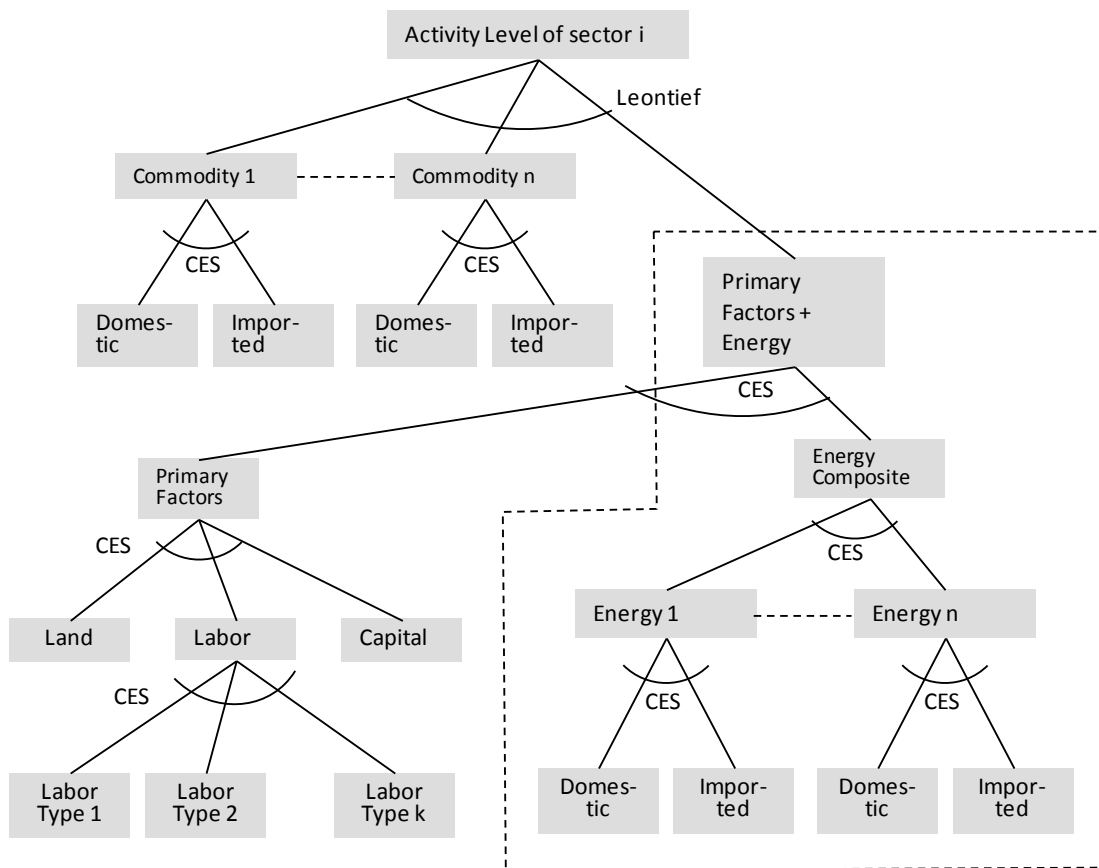 Activity Level of sector i
Leontief
Commodity 1
Commodity n
CES
CES
Domes-
tic
Impor-
ted
Domes-
tic
Impor-
ted
Primary
Factors +
Energy
CES
Primary
Factors
Energy
Composite
CES
CES
Land
Labor
Capital
Energy 1
Energy n
CES
CES
CES
Labor
Type 1
Labor
Type 2
Labor
Type k
Domes-
tic
Impor-
ted
Domes-
tic
Impor-
ted